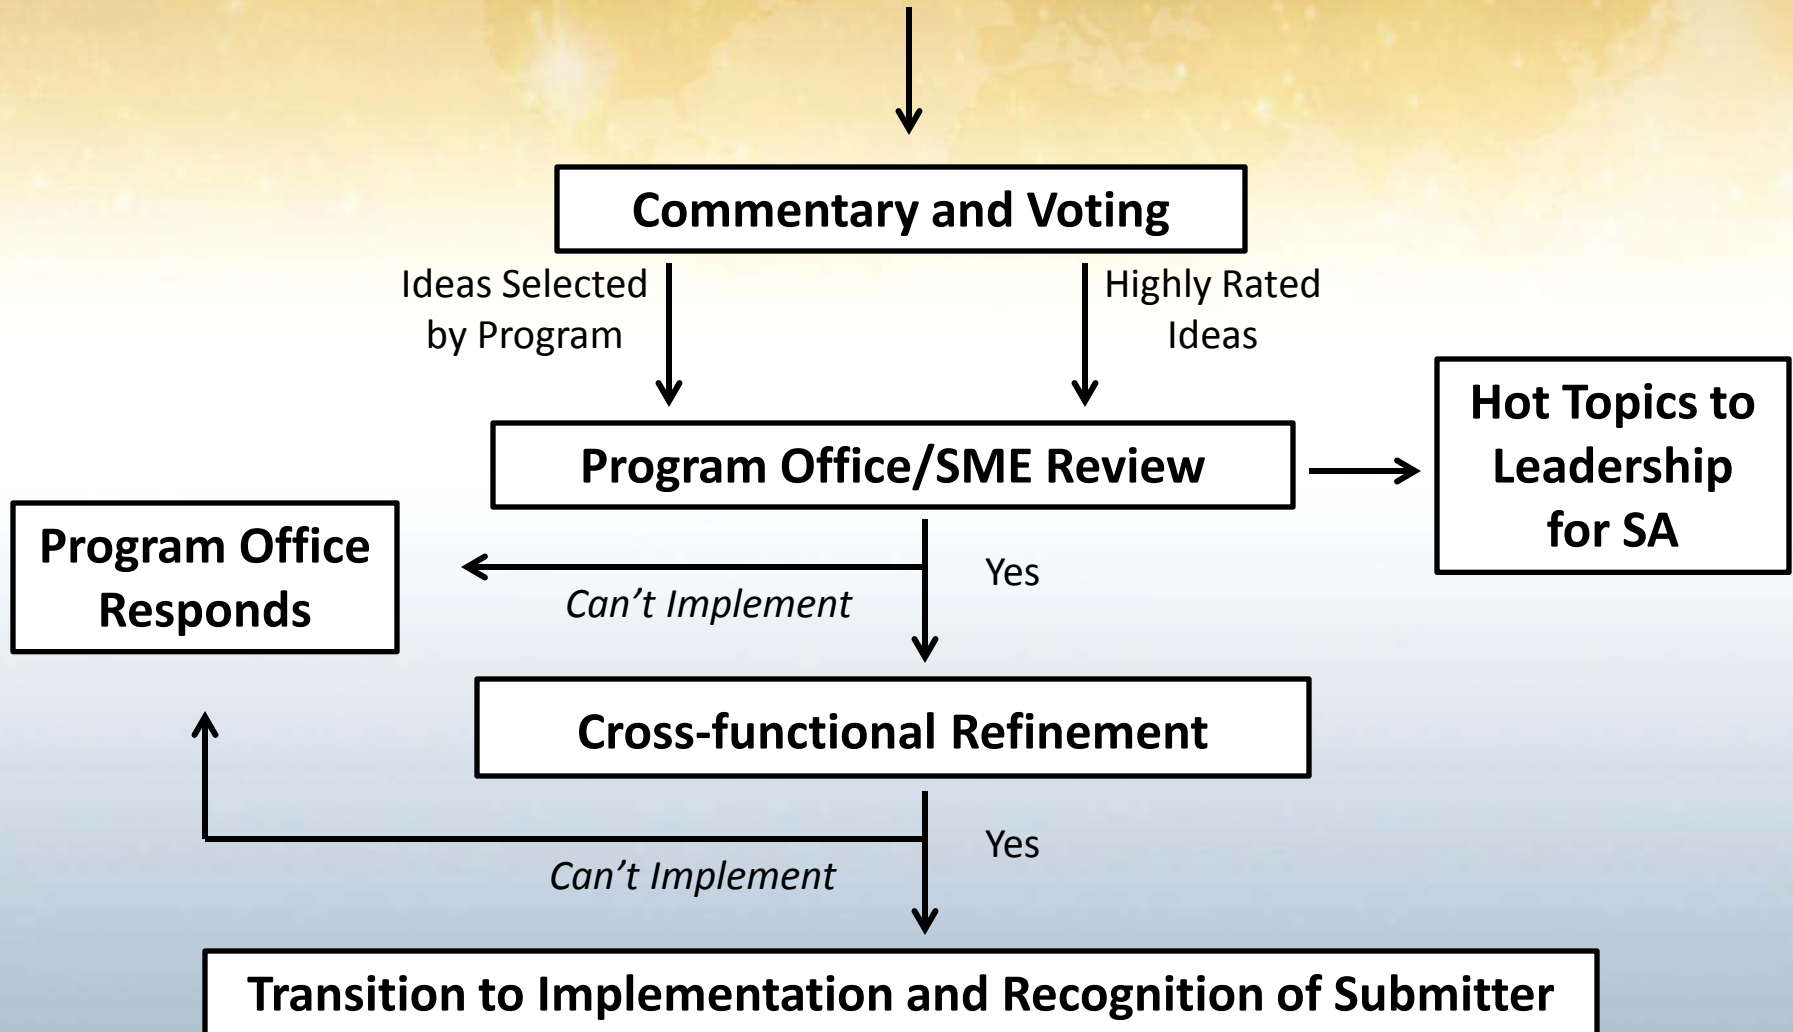 Commentary and Voting
Ideas Selected
by Program
Highly Rated
Ideas
Program Office/SME Review
Hot Topics to
Leadership
for SA
Program Office
Responds
Can’t Implement
Yes
Cross-functional Refinement
Can’t Implement
Yes
Transition to Implementation and Recognition of Submitter